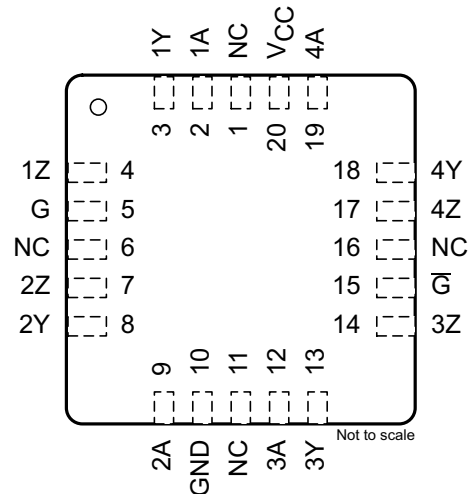 1Y 1A NC VCC 4A
3 2 1 20 19
1Z 4 18 4Y
G 5 17 4Z
NC 6 16 NC
2Z 7 15 G̅
2Y 8 14 3Z
9 10 11 12 13
Not to scale
2A GND NC 3A 3Y